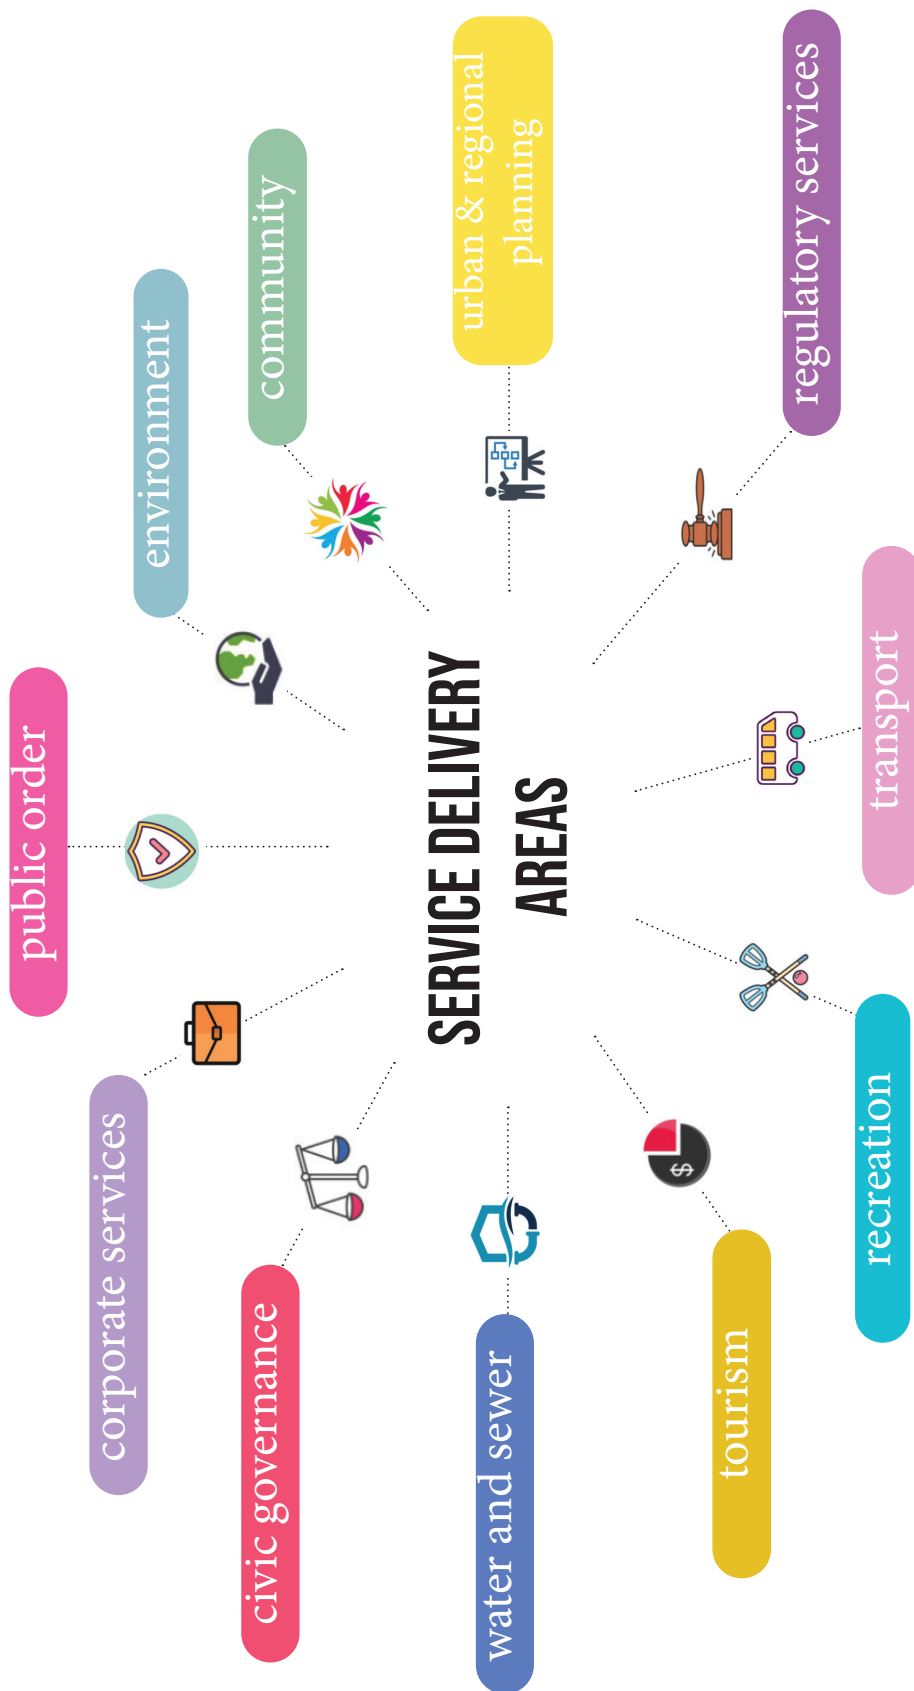 SERVICE DELIVERY
AREAS
public order
environment
community
urban & regional
planning
regulatory services
transport
recreation
tourism
water and sewer
civic governance
corporate services
$